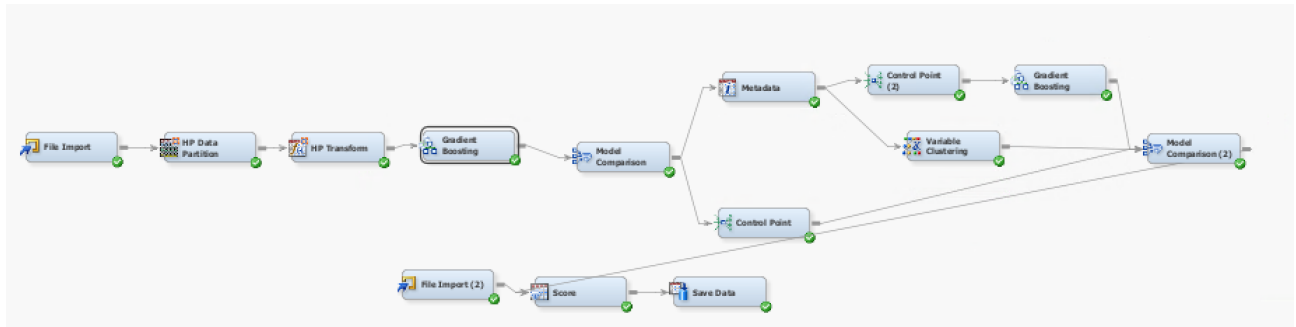 File Import
HP Data
Partition
HP Transform
Gradient
Boosting
Model
Comparison
Metadata
Control Point
(2)
Gradient
Boosting
Variable
Clustering
Model
Comparison (2)
Control Point
File Import (2)
Score
Save Data